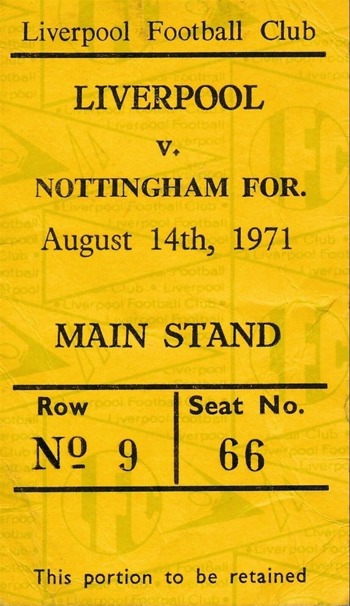 Liverpool Football Club
LIVERPOOL
v.
NOTTINGHAM FOR.
August 14th, 1971
MAIN STAND
Row Seat No.
Nº 9 66
This portion to be retained